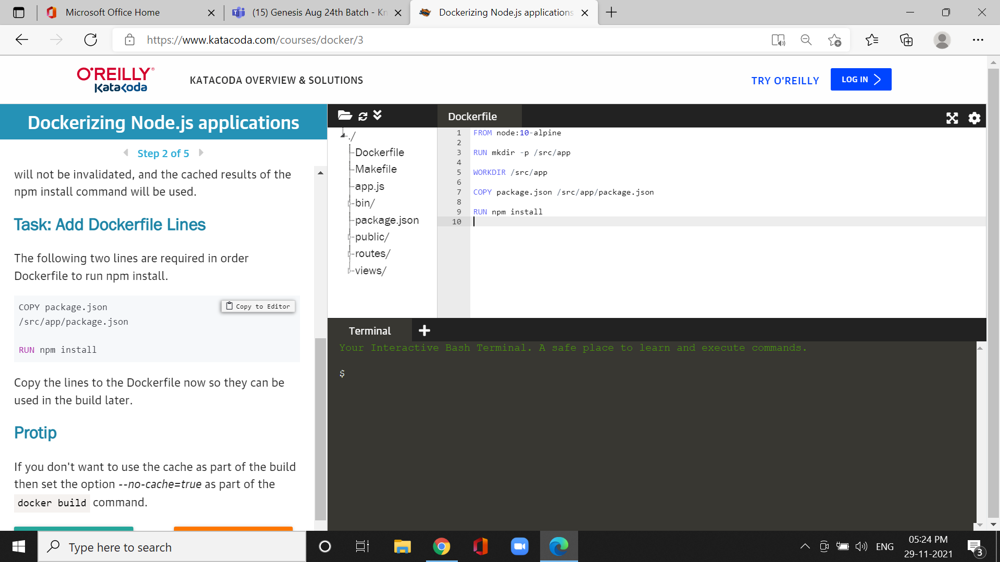 Microsoft Office Home
(15) Genesis Aug 24th Batch - Kn
Dockerizing Node.js applications
https://www.katacoda.com/courses/docker/3
O'REILLY®
Katacoda
KATACODA OVERVIEW & SOLUTIONS
TRY O'REILLY
LOG IN
Dockerizing Node.js applications
Step 2 of 5
will not be invalidated, and the cached results of the
npm install command will be used.
Task: Add Dockerfile Lines
The following two lines are required in order
Dockerfile to run npm install.
COPY package.json
/src/app/package.json
Copy to Editor
RUN npm install
Copy the lines to the Dockerfile now so they can be
used in the build later.
Protip
If you don't want to use the cache as part of the build
then set the option --no-cache=true as part of the
docker build command.
./
Dockerfile
Makefile
app.js
bin/
package.json
public/
routes/
views/
Dockerfile
1 FROM node:10-alpine
2
3 RUN mkdir -p /src/app
4
5 WORKDIR /src/app
6
7 COPY package.json /src/app/package.json
8
9 RUN npm install
10
Terminal
Your Interactive Bash Terminal. A safe place to learn and execute commands.
$
Type here to search
ENG
05:24 PM
29-11-2021
3